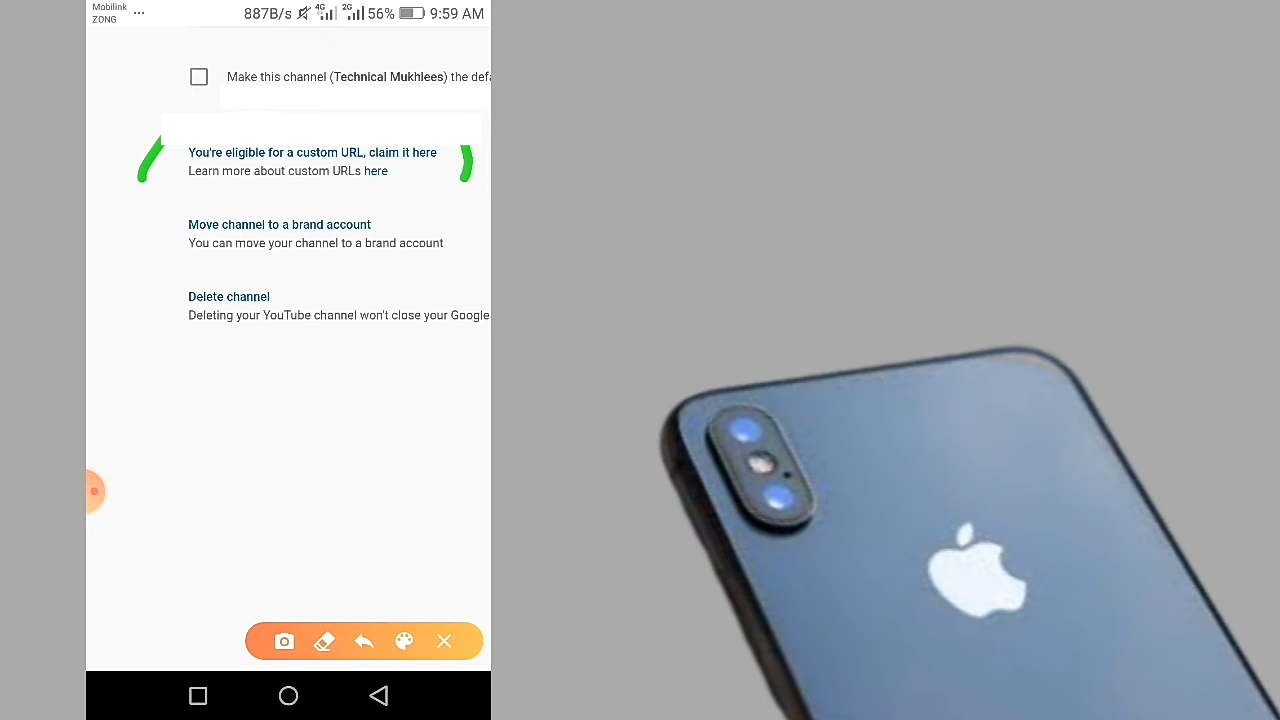 Mobilink
ZONG
887B/s 4G 2G 56% 9:59 AM
Make this channel (Technical Mukhlees) the defa
You're eligible for a custom URL, claim it here
Learn more about custom URLs here
Move channel to a brand account
You can move your channel to a brand account
Delete channel
Deleting your YouTube channel won't close your Google